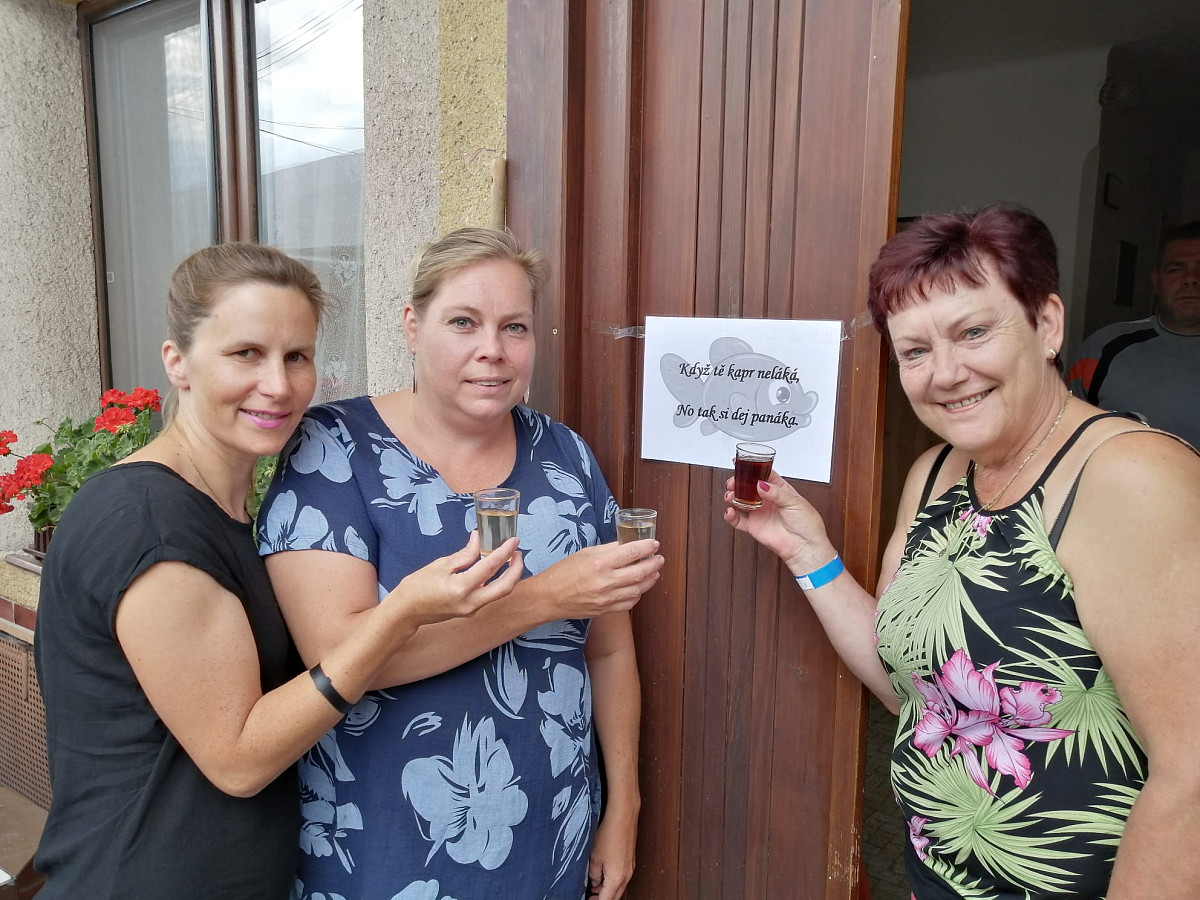 Když tě kapr neláká,
No tak si dej panáka.